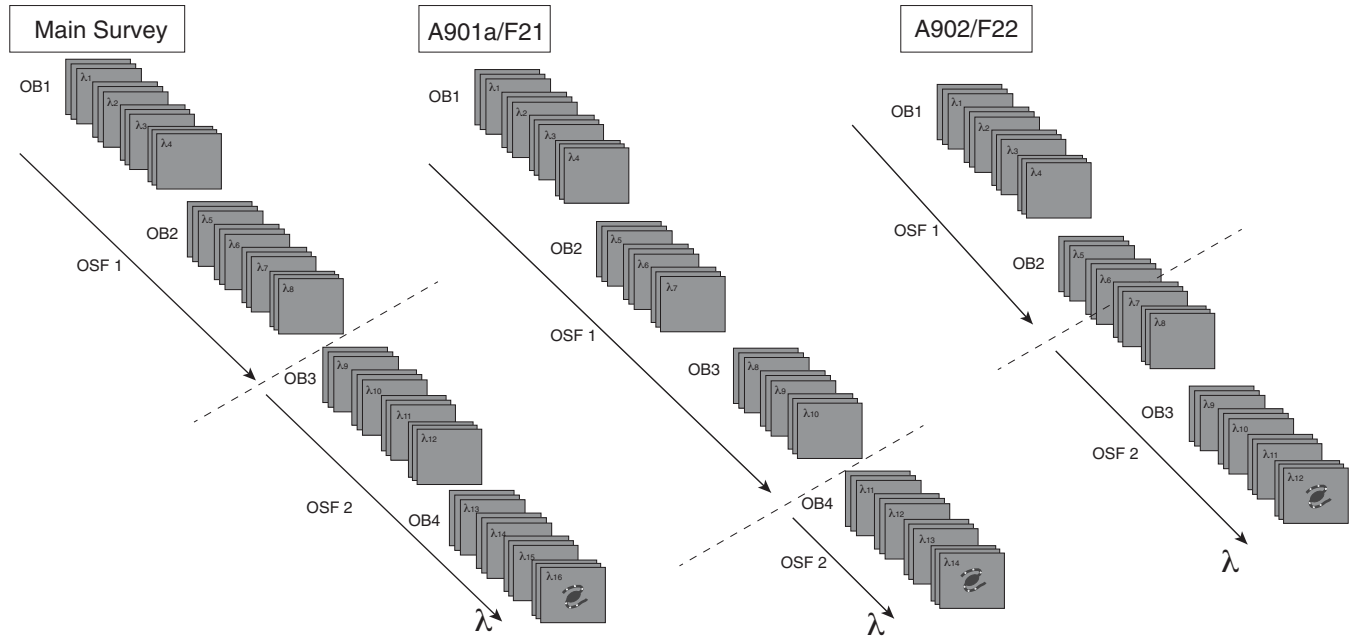 Main Survey
OB1
λ1
λ2
λ3
λ4
OSF 1
OB2
λ5
λ6
λ7
λ8
OB3
λ9
λ10
λ11
λ12
OSF 2
OB4
λ13
λ14
λ15
λ16
λ
A901a/F21
OB1
λ1
λ2
λ3
λ4
OSF 1
OB2
λ5
λ6
λ7
OB3
λ8
λ9
λ10
OB4
λ11
λ12
λ13
λ14
OSF 2
λ
A902/F22
OB1
λ1
λ2
λ3
λ4
OSF 1
OB2
λ5
λ6
λ7
λ8
OB3
λ9
λ10
λ11
λ12
OSF 2
λ